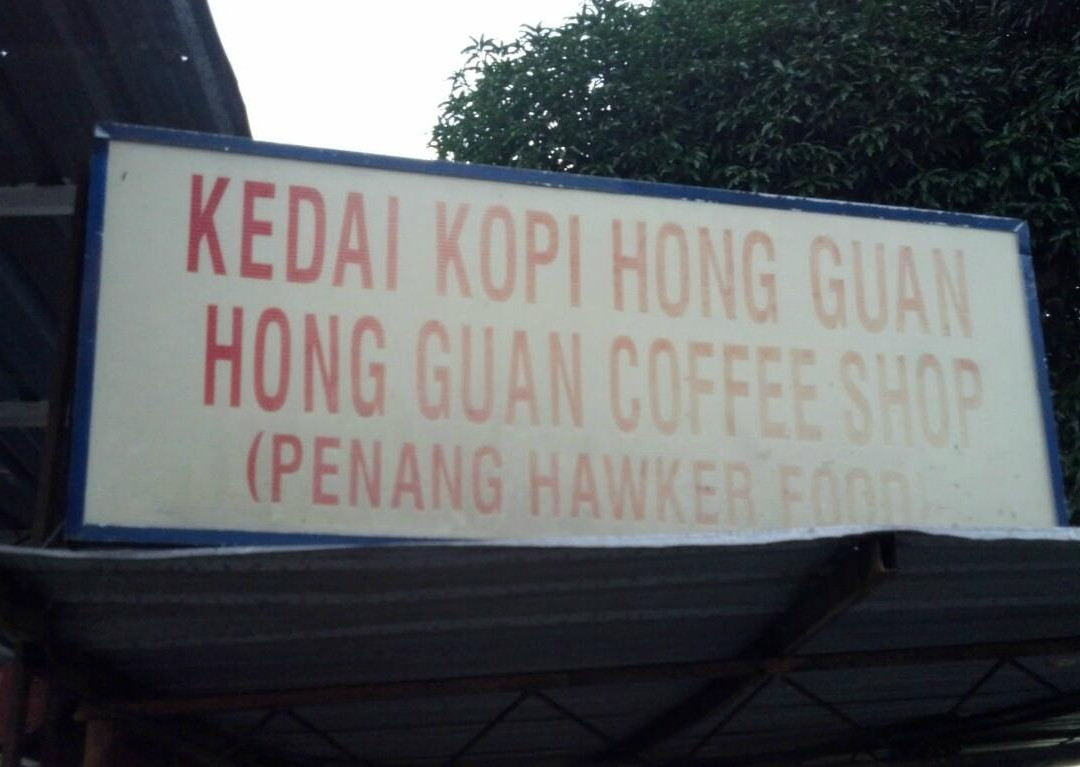 KEDAI KOPI HONG GUAN
HONG GUAN COFFEE SHOP
(PENANG HAWKER FOOD)